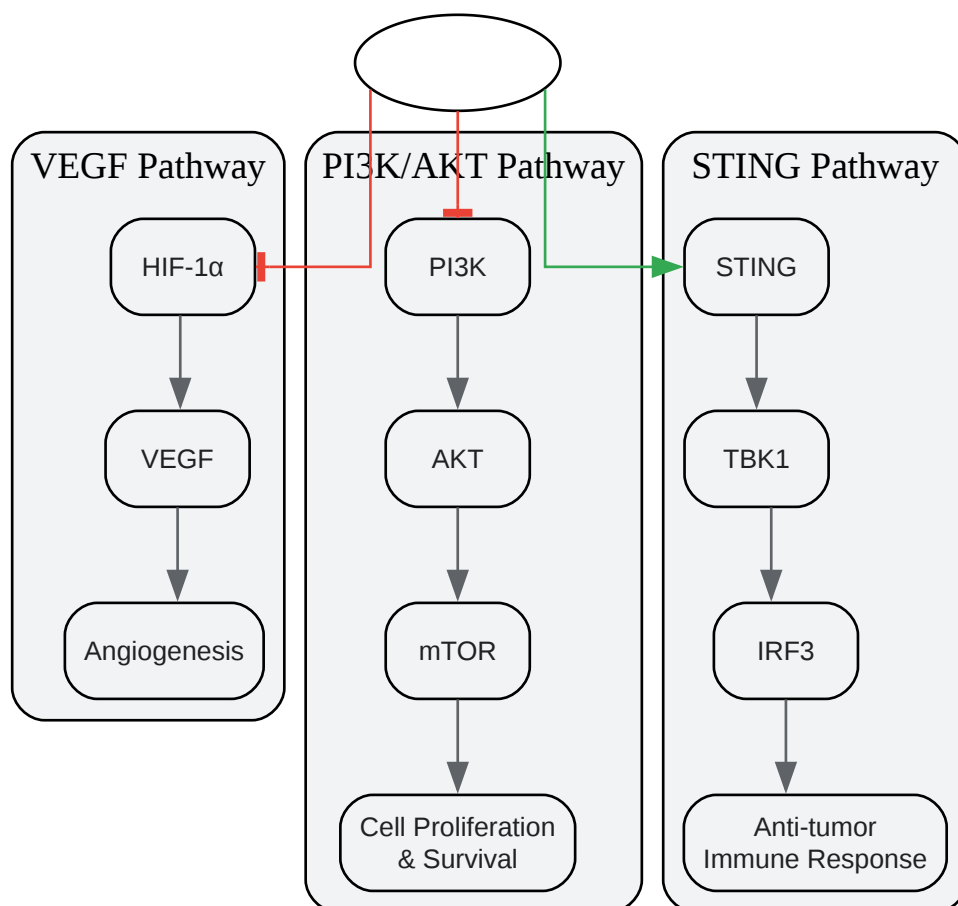 VEGF Pathway
HIF-1α
VEGF
Angiogenesis
PI3K/AKT Pathway
PI3K
AKT
mTOR
Cell Proliferation
& Survival
STING Pathway
STING
TBK1
IRF3
Anti-tumor
Immune Response